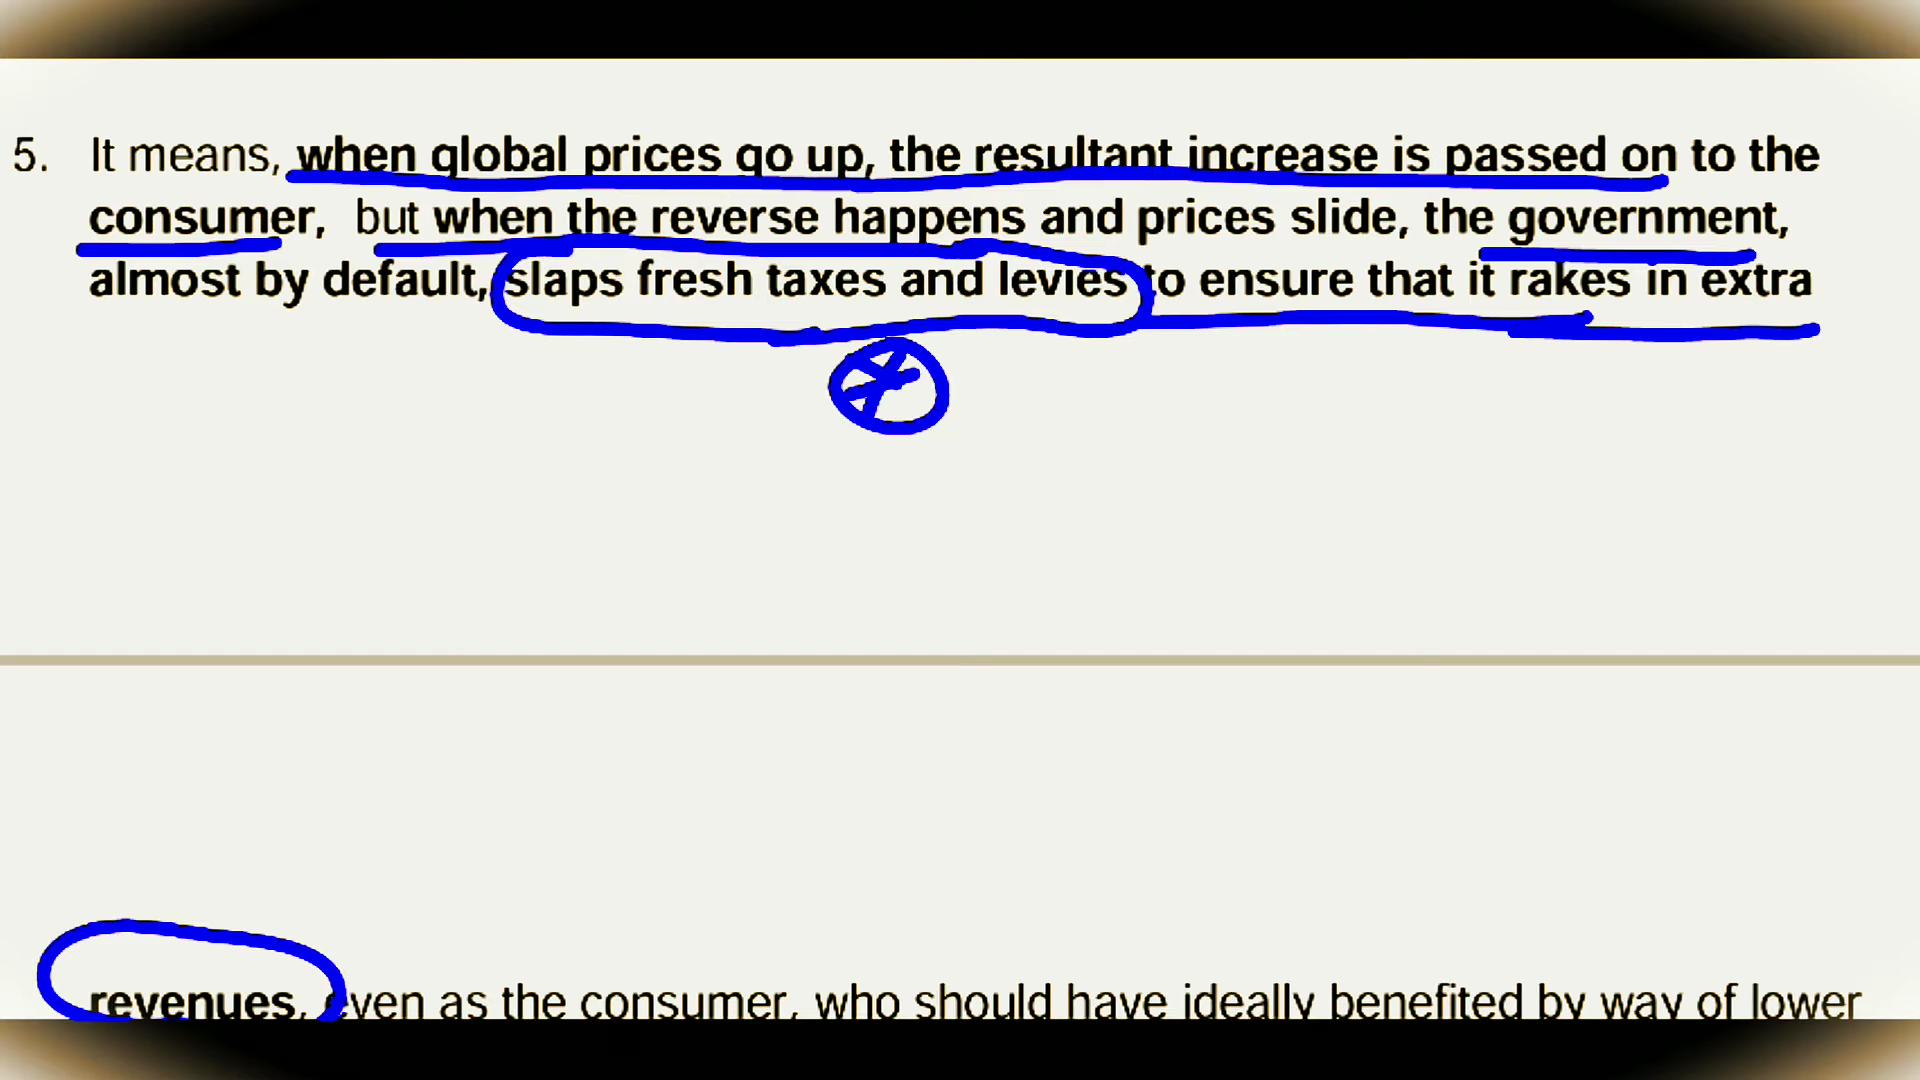 5. It means, when global prices go up, the resultant increase is passed on to the
consumer, but when the reverse happens and prices slide, the government,
almost by default, slaps fresh taxes and levies to ensure that it rakes in extra
revenues, even as the consumer, who should have ideally benefited by way of lower